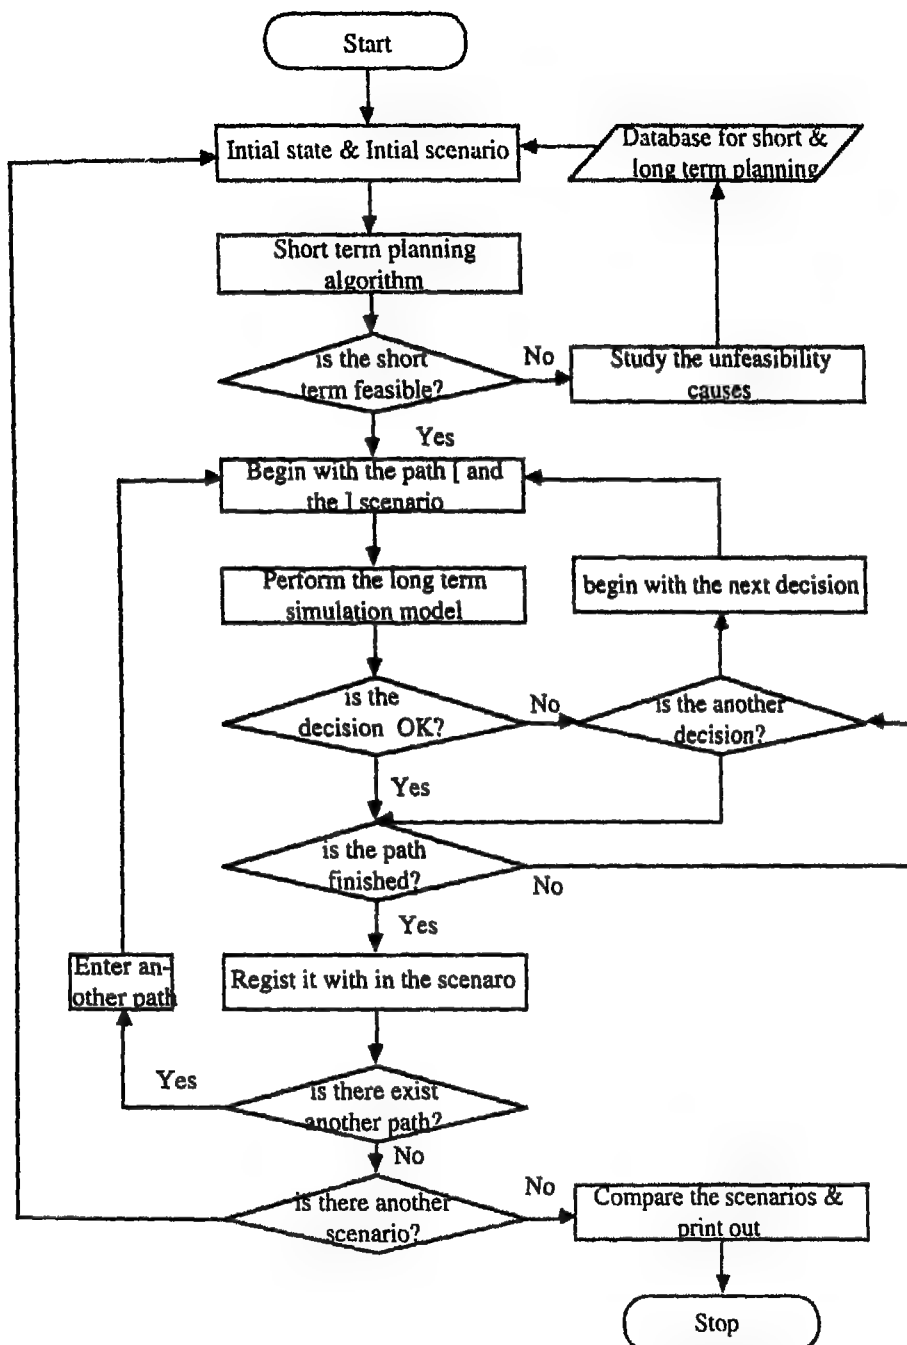 Start
Intial state & Intial scenario
Database for short &
long term planning
Short term planning
algorithm
is the short
term feasible?
No
Study the unfeasibility
causes
Yes
Begin with the path [ and
the ] scenario
Perform the long term
simulation model
begin with the next decision
is the
decision OK?
No
is the another
decision?
Yes
is the path
finished?
No
Yes
Enter an-
other path
Regist it with in the scenaro
Yes
is there exist
another path?
No
is there another
scenario?
No
Compare the scenarios &
print out
Stop